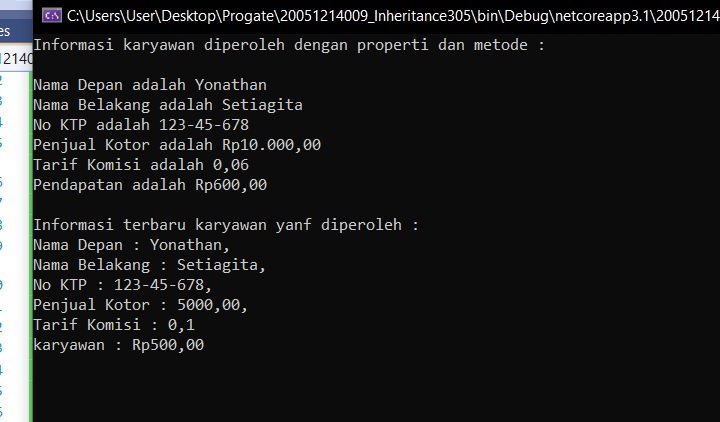 C:\Users\User\Desktop\Progate\20051214009_Inheritance305\bin\Debug\netcoreapp3.1\20051214
Informasi karyawan diperoleh dengan properti dan metode :
Nama Depan adalah Yonathan
Nama Belakang adalah Setiagita
No KTP adalah 123-45-678
Penjual Kotor adalah Rp10.000,00
Tarif Komisi adalah 0,06
Pendapatan adalah Rp600,00
Informasi terbaru karyawan yanf diperoleh :
Nama Depan : Yonathan,
Nama Belakang : Setiagita,
No KTP : 123-45-678,
Penjual Kotor : 5000,00,
Tarif Komisi : 0,1
karyawan : Rp500,00